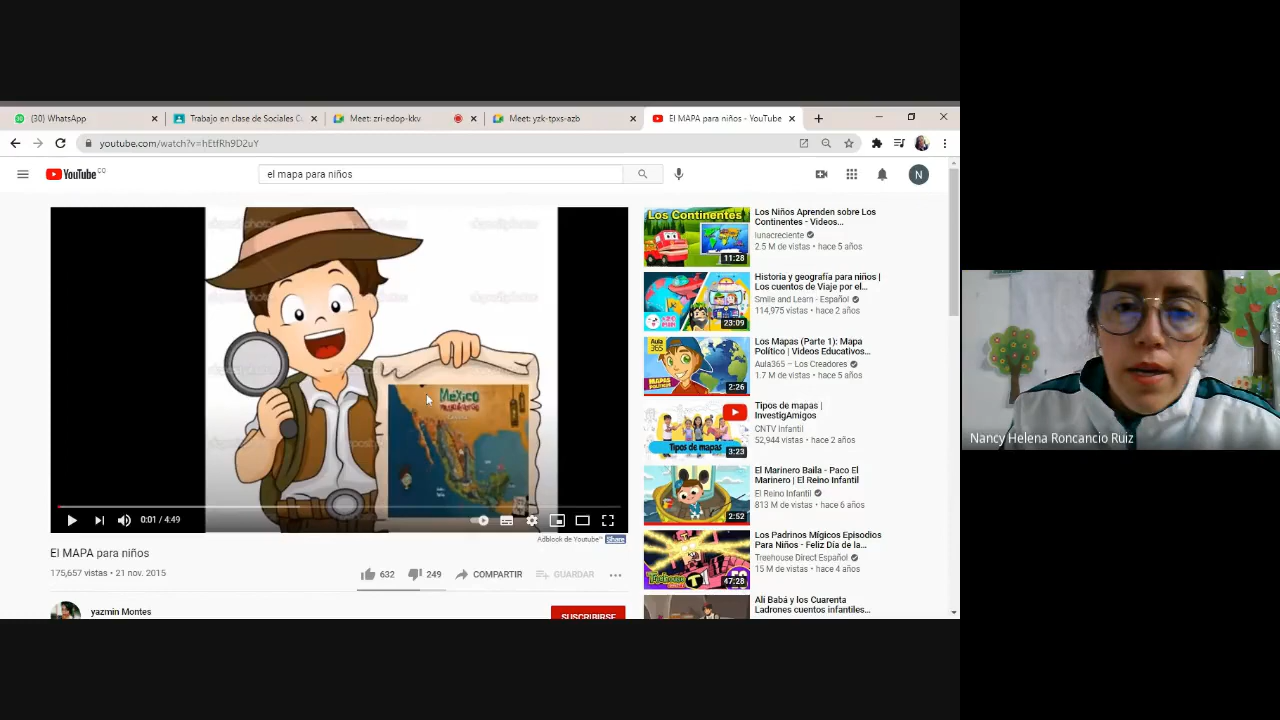 (30) WhatsApp
Trabajo en clase de Sociales C
Meet: zri-edop-kkv
Meet: yzk-tpxs-azb
El MAPA para niños - YouTube
youtube.com/watch?v=hEtfRh9D2uY
YouTube CO
el mapa para niños
N
México
0:01 / 4:49
Adblock de Youtube™
El MAPA para niños
175,657 vistas • 21 nov. 2015
632
249
COMPARTIR
GUARDAR
yazmin Montes
SUSCRIBIRSE
Los Continentes
11:28
Los Niños Aprenden sobre Los
Continentes - Videos...
lunacreciente
2.5 M de vistas • hace 5 años
23:09
Historia y geografía para niños |
Los cuentos de Viaje por el...
Smile and Learn - Español
114,975 vistas • hace 2 años
Aula
365
MAPAS POLÍTICOS
2:26
Los Mapas (Parte 1): Mapa
Político | Videos Educativos...
Aula365 – Los Creadores
1.7 M de vistas • hace 5 años
Tipos de mapas
3:23
Tipos de mapas |
InvestigAmigos
CNTV Infantil
52,944 vistas • hace 2 años
2:52
El Marinero Baila - Paco El
Marinero | El Reino Infantil
El Reino Infantil
813 M de vistas • hace 6 años
47:28
Los Padrinos Mágicos Episodios
Para Niños - Feliz Día de la...
Treehouse Direct Español
15 M de vistas • hace 4 años
Ali Babá y los Cuarenta
Ladrones cuentos infantiles...
Nancy Helena Roncancio Ruiz